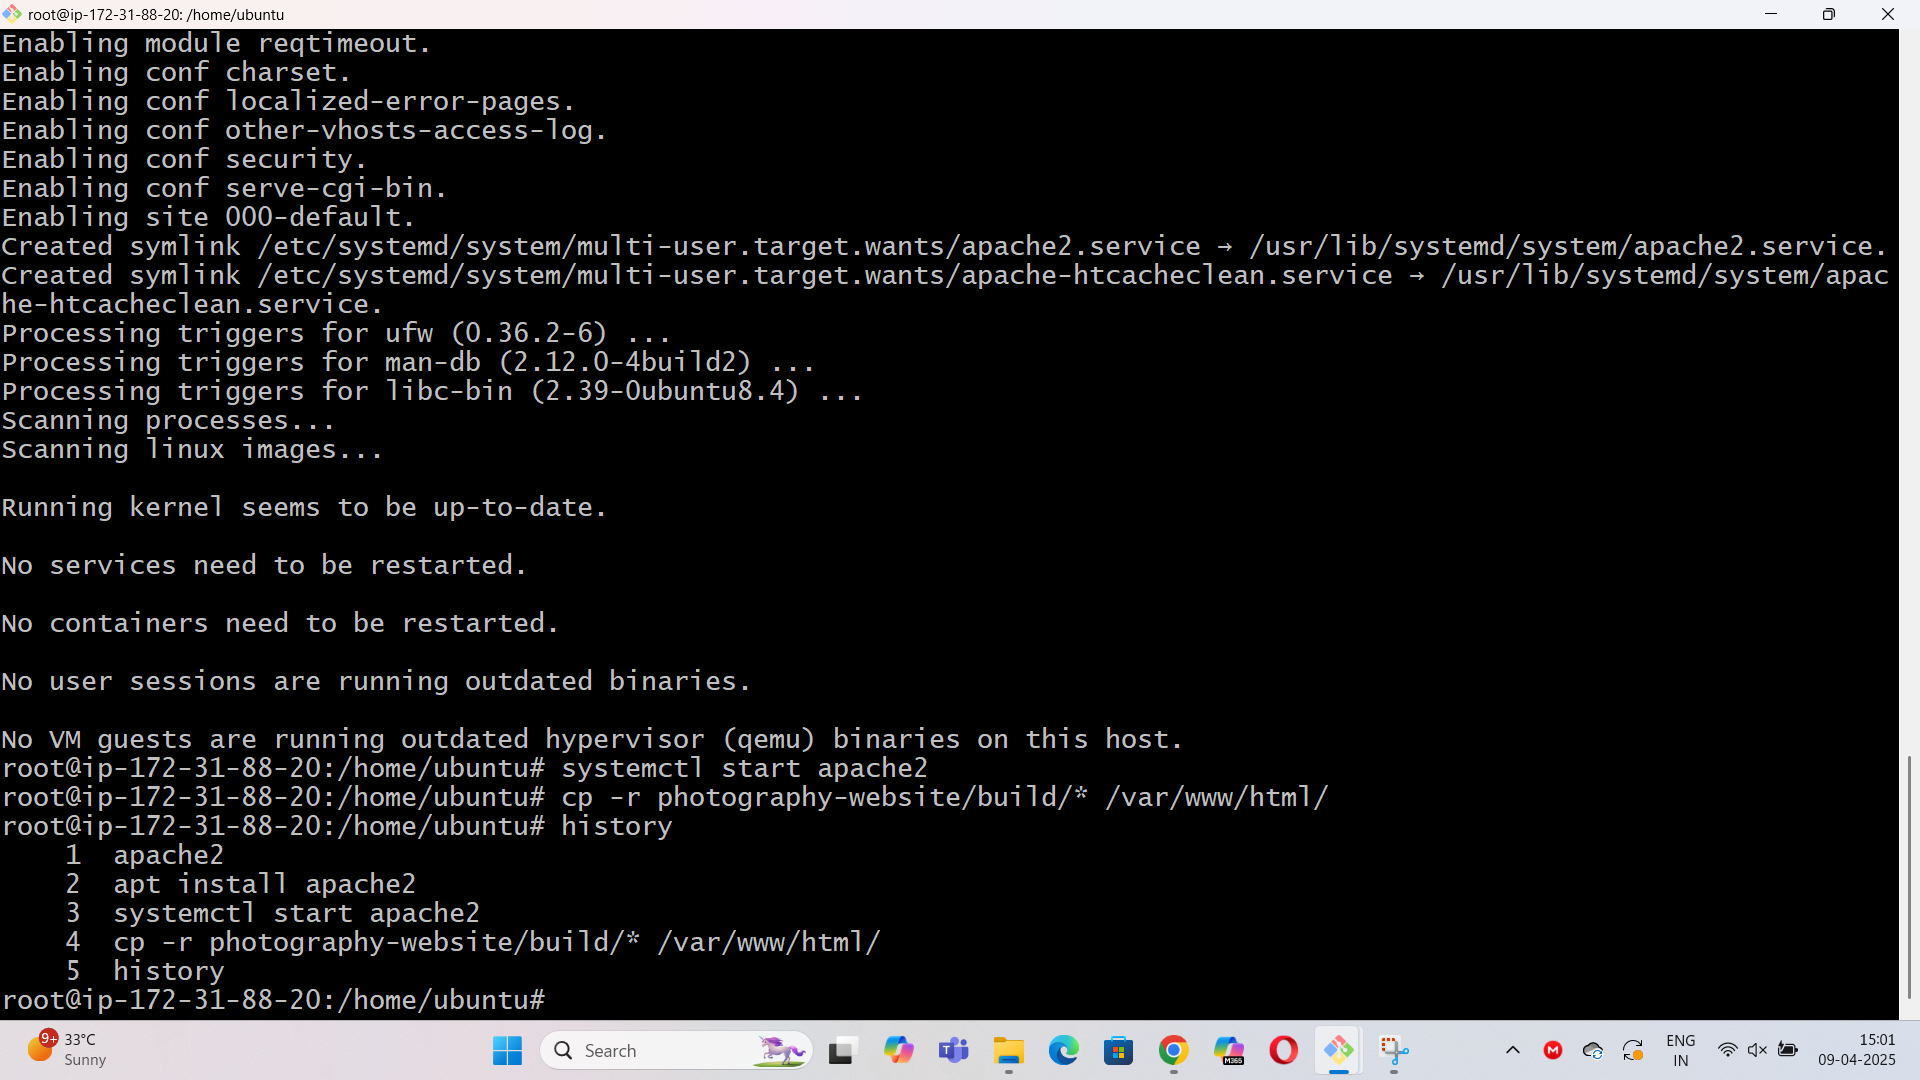 root@ip-172-31-88-20: /home/ubuntu
Enabling module reqtimeout.
Enabling conf charset.
Enabling conf localized-error-pages.
Enabling conf other-vhosts-access-log.
Enabling conf security.
Enabling conf serve-cgi-bin.
Enabling site 000-default.
Created symlink /etc/systemd/system/multi-user.target.wants/apache2.service → /usr/lib/systemd/system/apache2.service.
Created symlink /etc/systemd/system/multi-user.target.wants/apache-htcacheclean.service → /usr/lib/systemd/system/apac
he-htcacheclean.service.
Processing triggers for ufw (0.36.2-6) ...
Processing triggers for man-db (2.12.0-4build2) ...
Processing triggers for libc-bin (2.39-0ubuntu8.4) ...
Scanning processes...
Scanning linux images...
Running kernel seems to be up-to-date.
No services need to be restarted.
No containers need to be restarted.
No user sessions are running outdated binaries.
No VM guests are running outdated hypervisor (qemu) binaries on this host.
root@ip-172-31-88-20:/home/ubuntu# systemctl start apache2
root@ip-172-31-88-20:/home/ubuntu# cp -r photography-website/build/* /var/www/html/
root@ip-172-31-88-20:/home/ubuntu# history
1 apache2
2 apt install apache2
3 systemctl start apache2
4 cp -r photography-website/build/* /var/www/html/
5 history
root@ip-172-31-88-20:/home/ubuntu#
9+ 33°C
Sunny
Search
M365
M
ENG
IN
15:01
09-04-2025